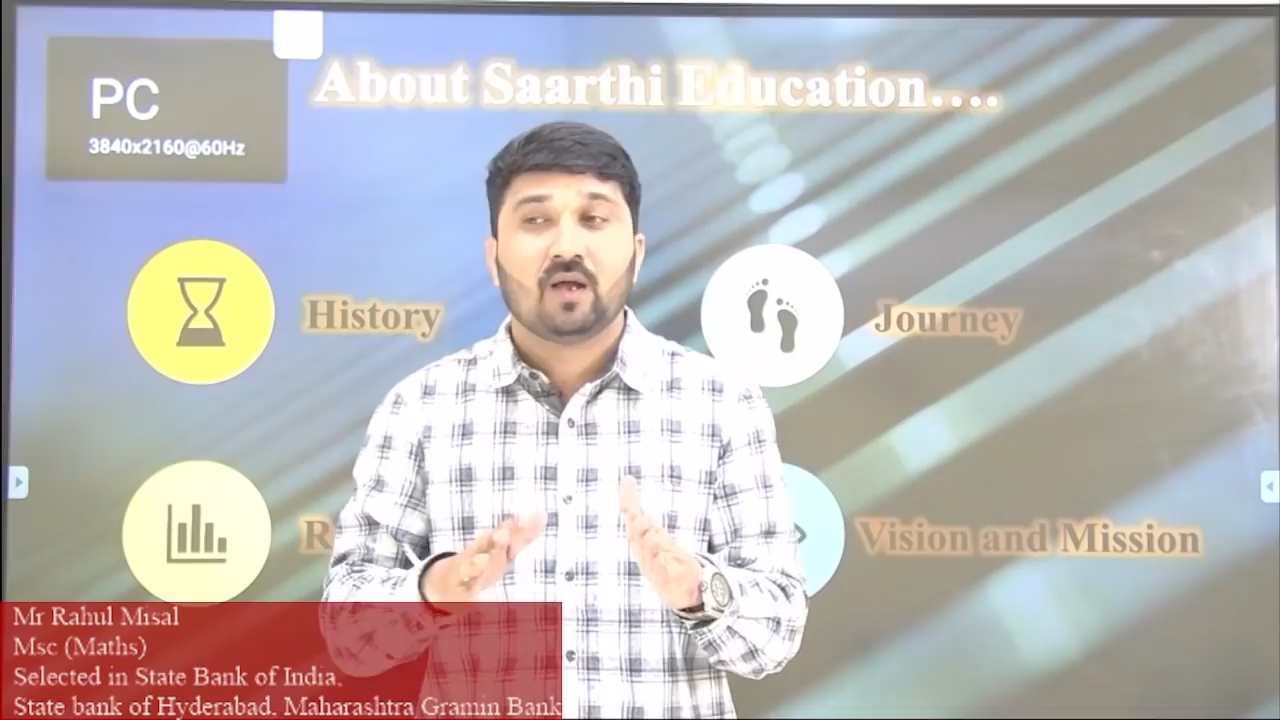 PC
3840x2160@60Hz
About Saarthi Education....
History
Journey
R
Vision and Mission
Mr Rahul Misal
Msc (Maths)
Selected in State Bank of India,
State bank of Hyderabad. Maharashtra Gramin Bank